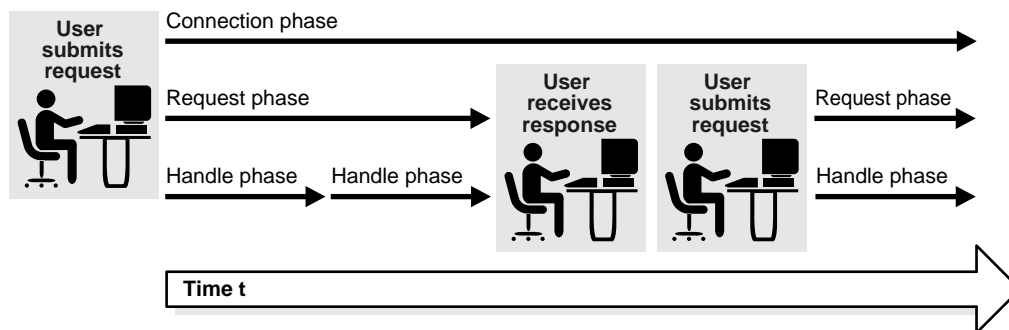 User
submits
request
Connection phase
Request phase
Handle phase
Handle phase
User
receives
response
User
submits
request
Request phase
Handle phase
Time t